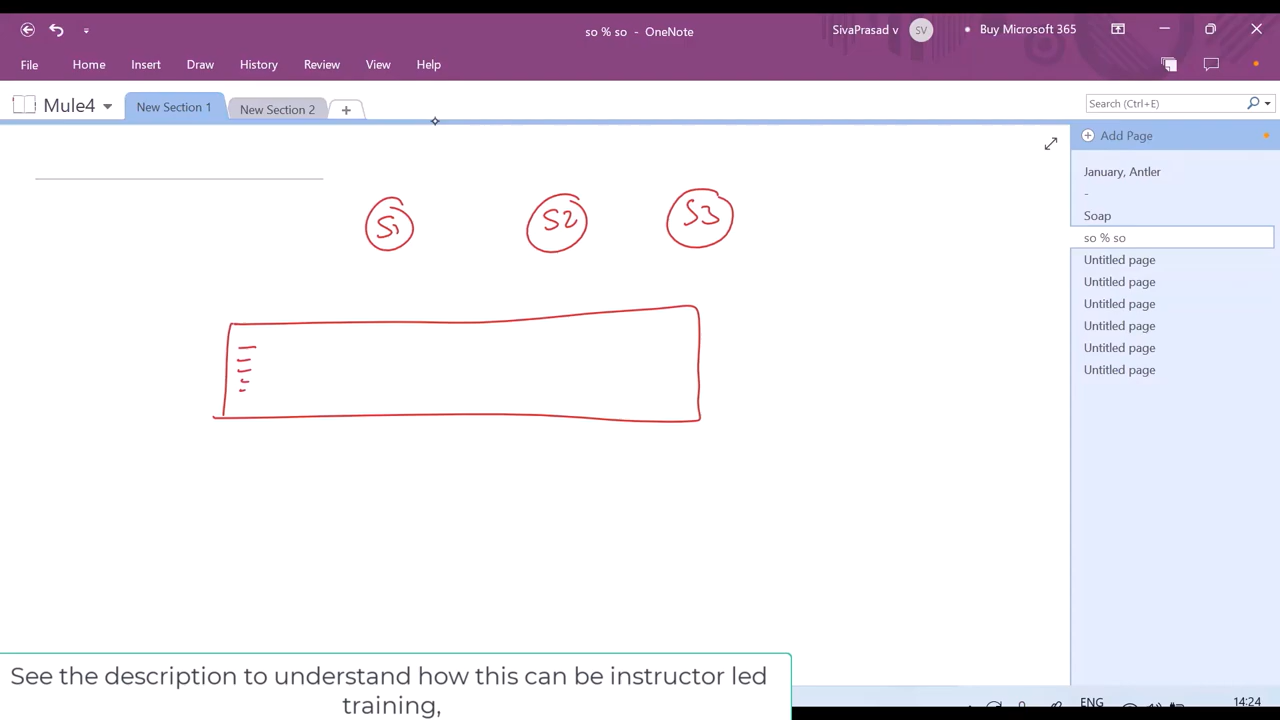 so % so - OneNote
SivaPrasad v
SV
Buy Microsoft 365
File
Home
Insert
Draw
History
Review
View
Help
Mule4
New Section 1
New Section 2
Search (Ctrl+E)
Add Page
January, Antler
-
Soap
so % so
Untitled page
Untitled page
Untitled page
Untitled page
Untitled page
Untitled page
S1
S2
S3
See the description to understand how this can be instructor led
training,
ENG
14:24